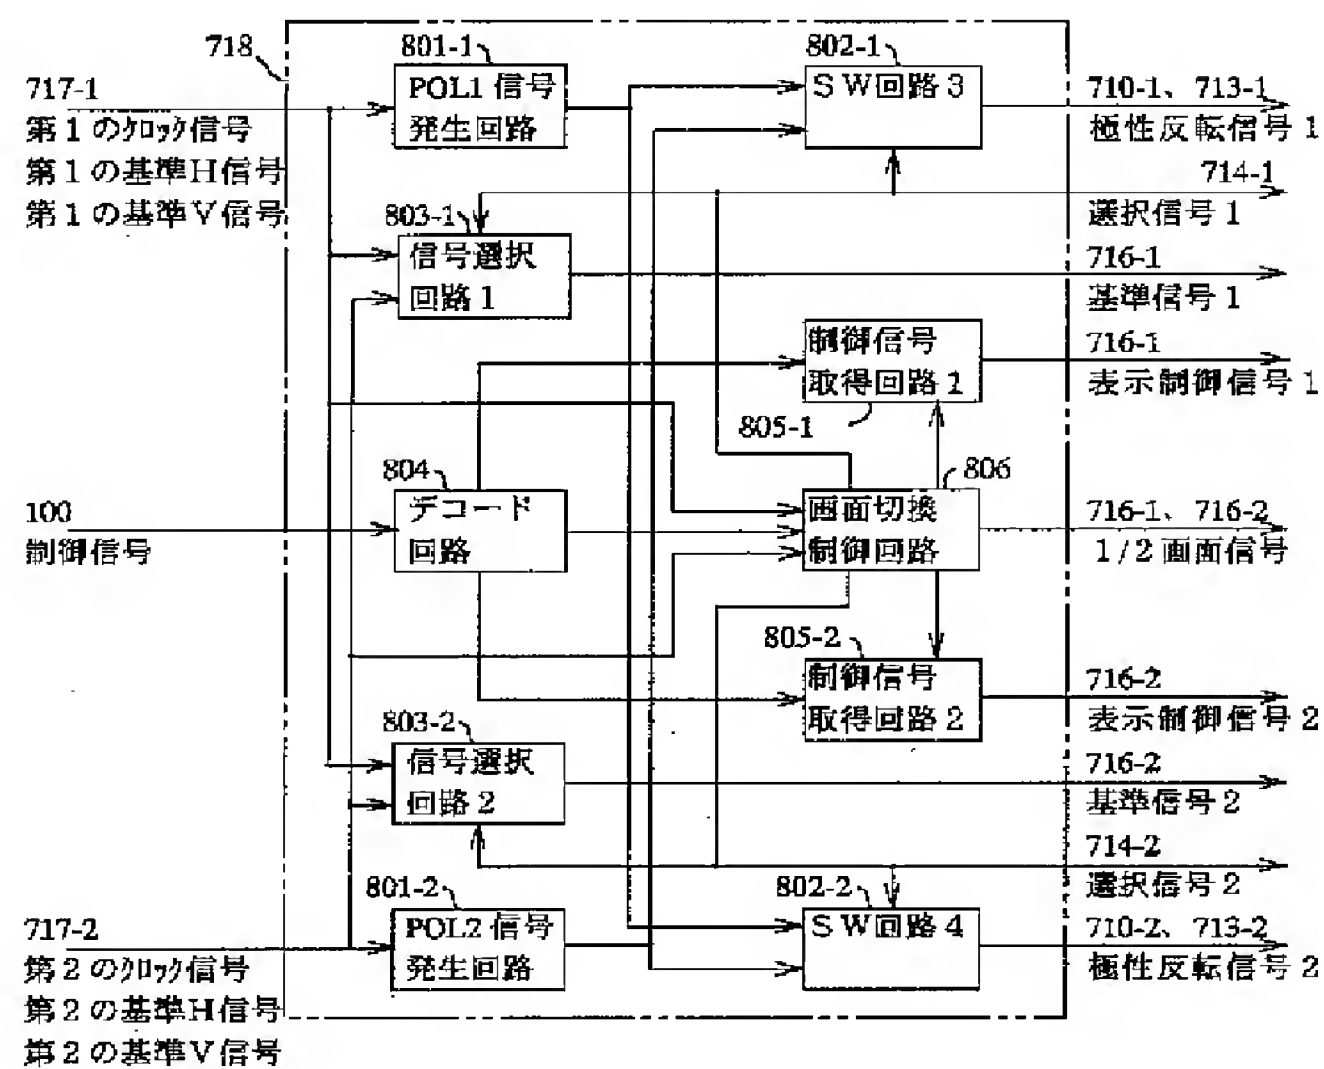 718
801-1
802-1
717-1
第1のクロック信号
第1の基準H信号
第1の基準V信号
POL1信号
発生回路
SW回路3
710-1、713-1
極性反転信号1
714-1
選択信号1
803-1
信号選択
回路1
716-1
基準信号1
制御信号
取得回路1
716-1
表示制御信号1
805-1
804
806
100
制御信号
デコード
回路
画面切換
制御回路
716-1、716-2
1/2画面信号
805-2
制御信号
取得回路2
716-2
表示制御信号2
803-2
信号選択
回路2
716-2
基準信号2
714-2
選択信号2
801-2
802-2
717-2
第2のクロック信号
第2の基準H信号
第2の基準V信号
POL2信号
発生回路
SW回路4
710-2、713-2
極性反転信号2